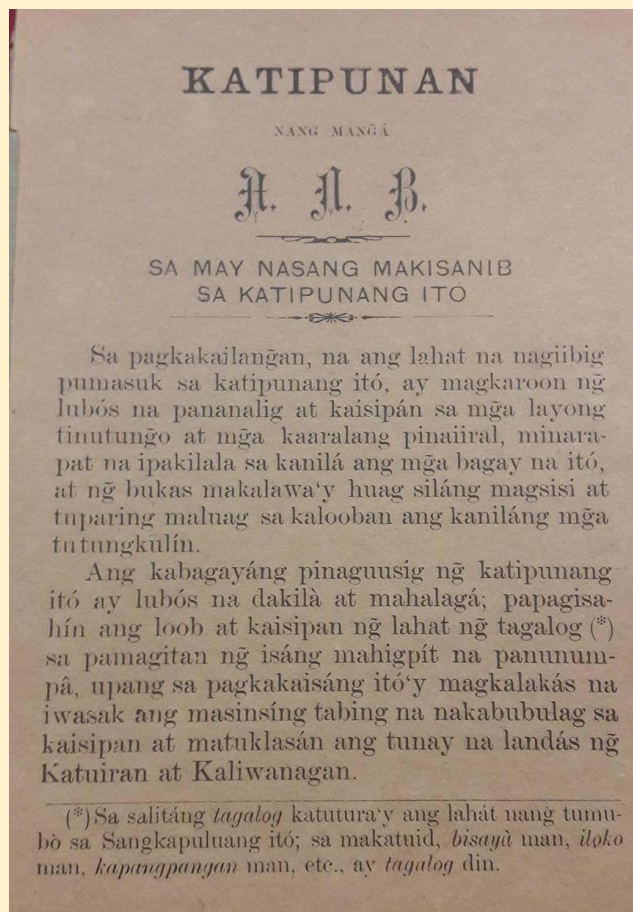 KATIPUNAN
NANG MANG̃Á
A. N. B.
SA MAY NASANG MAKISANIB
SA KATIPUNANG ITÓ
Sa pagkakailang̃an, na ang lahat na nagiibig
pumasuk sa katipunang itó, ay magkaroon ng̃
lubós na pananalig at kaisipán sa mg̃a layong
tinutung̃o at mg̃a kaaralang pinaiiral, minara-
pat na ipakilala sa kanilá ang mg̃a bagay na itó,
at ng̃ bukas makalawa‘y huag siláng magsisi at
tuparing maluag sa kalooban ang kaniláng mg̃a
tutungkulín.
Ang kabagayáng pinaguusig ng̃ katipunang
itó ay lubós na dakilà at mahalagá; papagisa-
hín ang loob at kaisipan ng̃ lahat ng̃ tagalog (*)
sa pamagitan ng̃ isáng mahigpít na panunum-
pâ, upang sa pagkakaisáng itó‘y magkalakás na
iwasak ang masinsíng tabing na nakabubulag sa
kaisipan at matuklasán ang tunay na landás ng̃
Katuiran at Kaliwanagan.
(*) Sa salitáng tagalog katutura‘y ang lahát nang tumu-
bò sa Sangkapuluang itó; sa makatuid, bisayà man, iloko
man, kapangpangan man, etc., ay tagalog din.